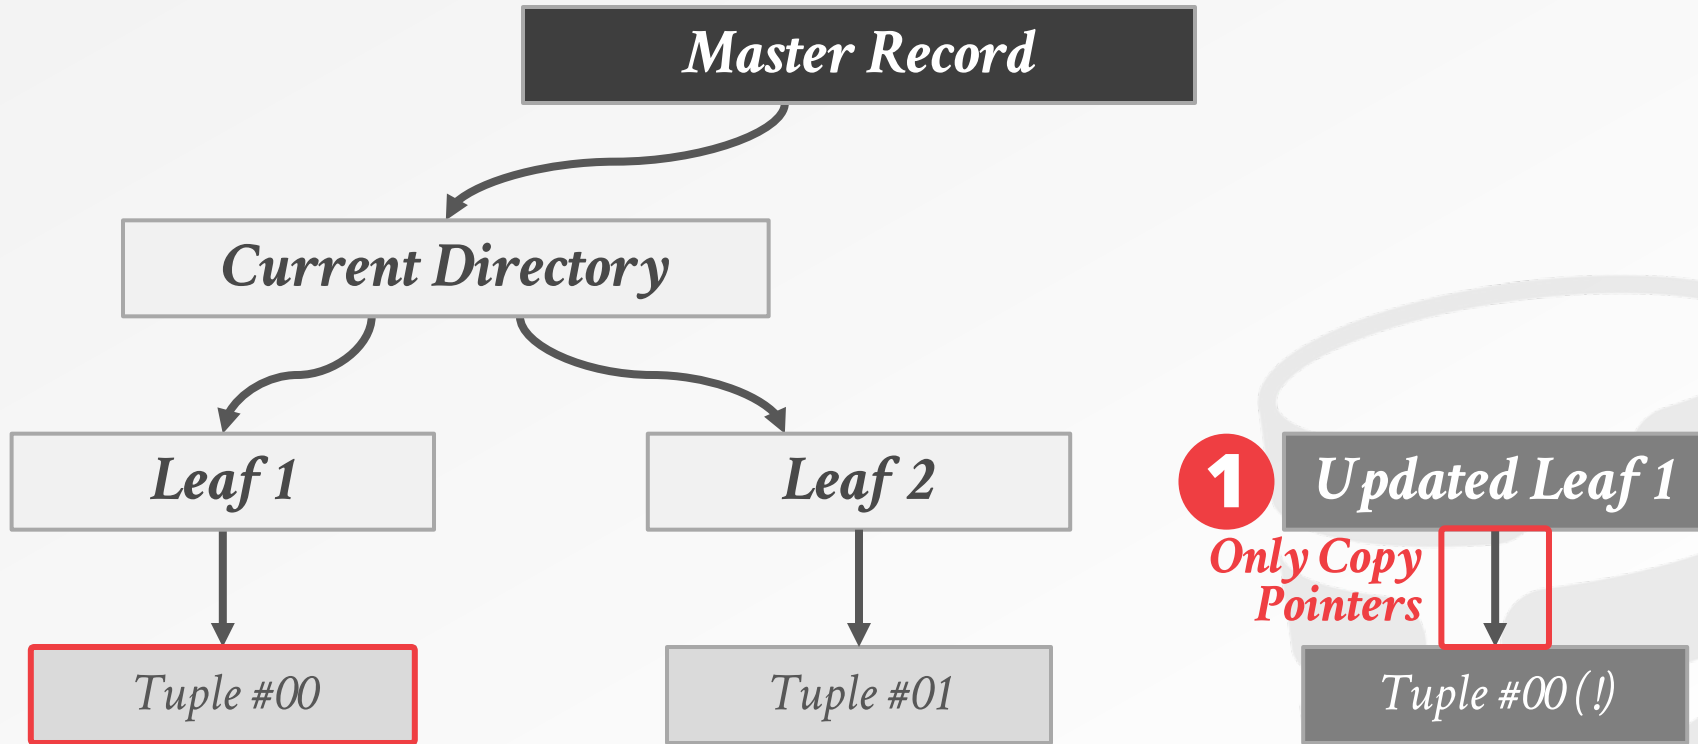 Master Record
Current Directory
Leaf 1
Leaf 2
1
Updated Leaf 1
Only Copy
Pointers
Tuple #00
Tuple #01
Tuple #00 (!)